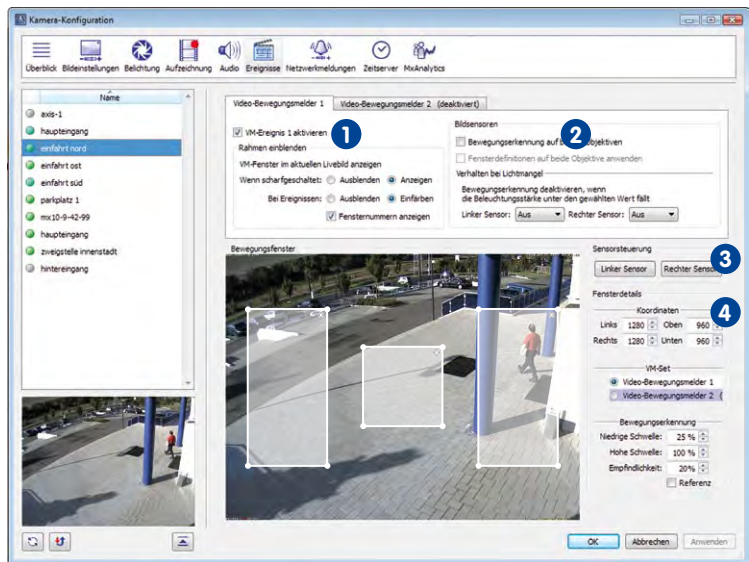 Kamera-Konfiguration
Überblick Bildeinstellungen Belichtung Aufzeichnung Audio Ereignisse Netzwerkmeldungen Zeitserver MxAnalytics
Name
axis-1
haupteingang
einfahrt nord
einfahrt ost
einfahrt süd
parkplatz 1
mx10-9-42-99
haupteingang
zweigstelle innenstadt
hintereingang
Video-Bewegungsmelder 1 Video-Bewegungsmelder 2 (deaktiviert)
VM-Ereignis 1 aktivieren
1
Rahmen einblenden
VM-Fenster im aktuellen Livebild anzeigen
Wenn scharfgeschaltet: Ausblenden Anzeigen
Bei Ereignissen: Ausblenden Einfärben
Fensternummern anzeigen
Bildsensoren
2
Bewegungserkennung auf objektiven
Fensterdefinitionen auf beide Objektive anwenden
Verhalten bei Lichtmangel
Bewegungserkennung deaktivieren, wenn
die Beleuchtungsstärke unter den gewählten Wert fällt
Linker Sensor: Aus Rechter Sensor: Aus
Bewegungsfenster
Sensorsteuerung
3
Linker Sensor Rechter Sensor
Fensterdetails
4
Koordinaten
Links 1280 Oben 960
Rechts 1280 Unten 960
VM-Set
Video-Bewegungsmelder 1
Video-Bewegungsmelder 2 (
Bewegungserkennung
Niedrige Schwelle: 25 %
Hohe Schwelle: 100 %
Empfindlichkeit: 20%
Referenz
OK Abbrechen Anwenden